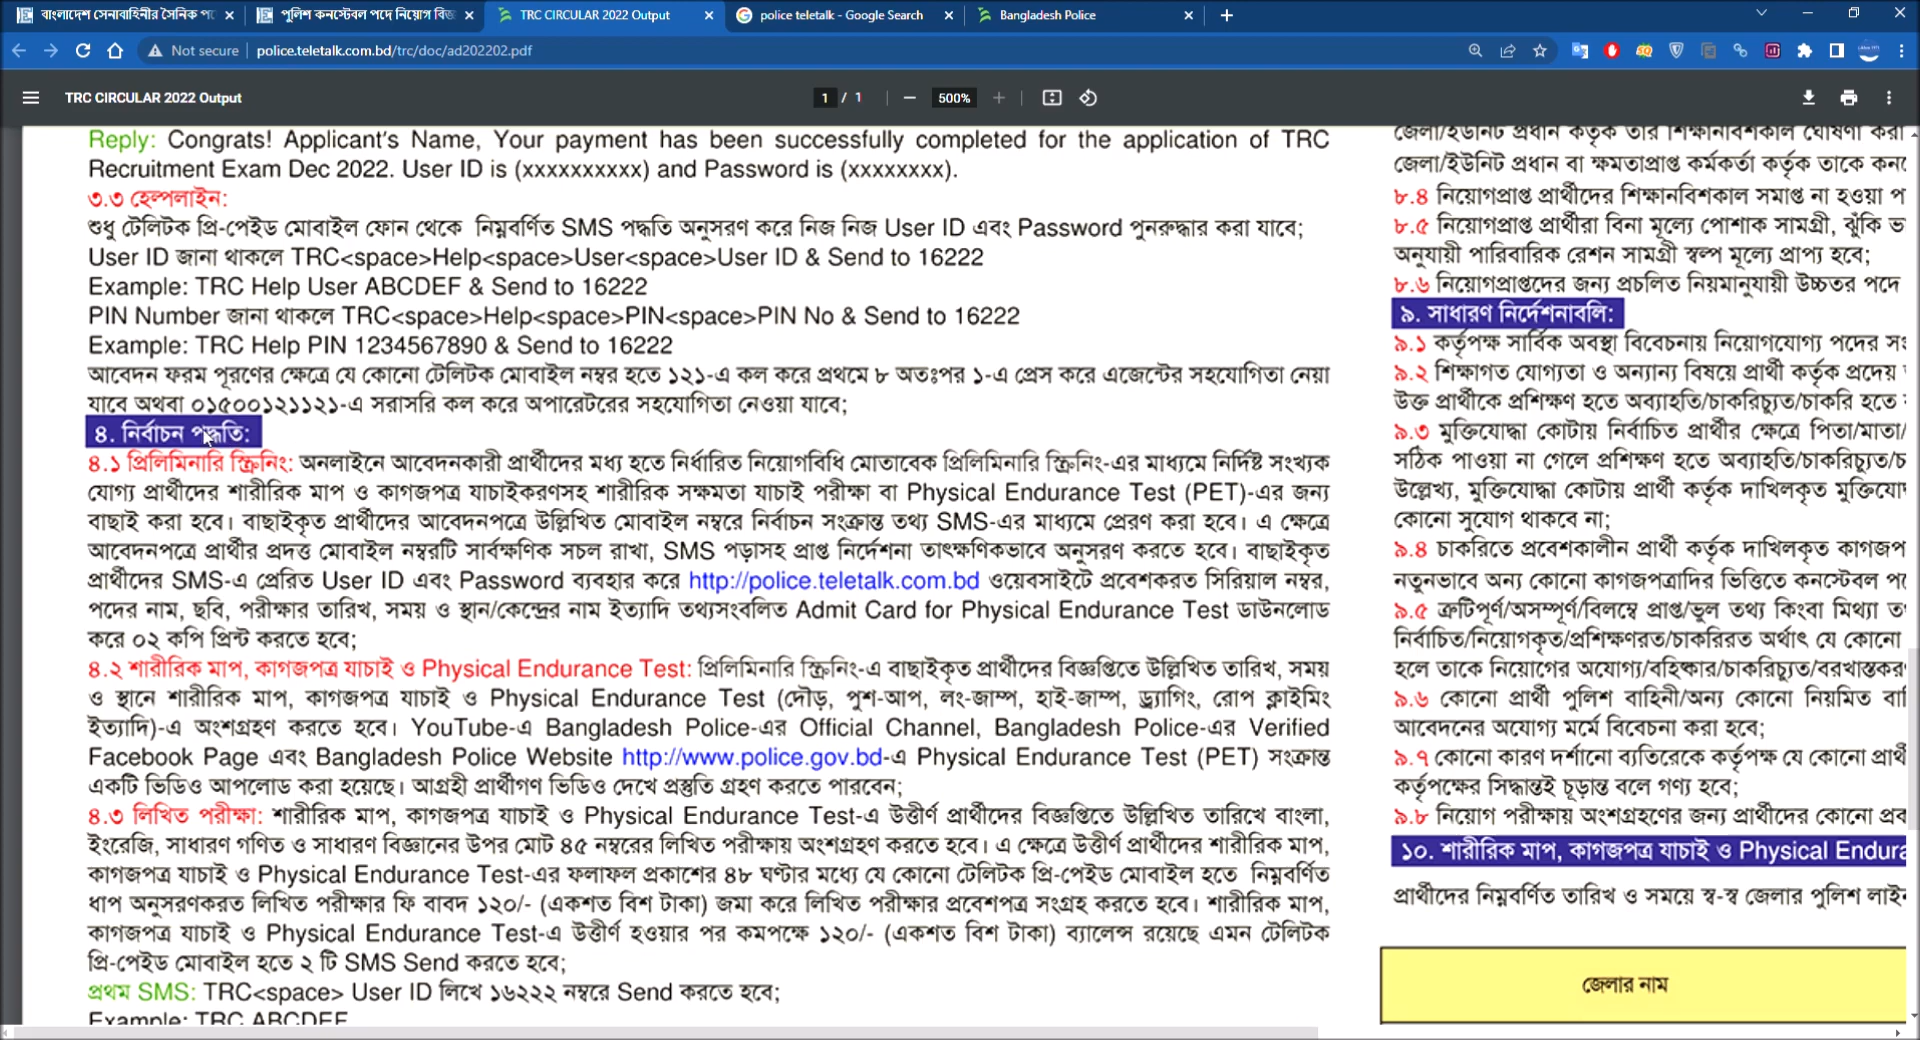 বাংলাদেশ সেনাবাহিনীর সৈনিক
পুলিশ কনস্টেবল পদে নিয়োগ
TRC CIRCULAR 2022 Output
police teletalk - Google Search
Bangladesh Police
Not secure
police.teletalk.com.bd/trc/doc/ad202202.pdf
TRC CIRCULAR 2022 Output
1 / 1
500%
Reply: Congrats! Applicant's Name, Your payment has been successfully completed for the application of TRC
Recruitment Exam Dec 2022. User ID is (xxxxxxxxxx) and Password is (xxxxxxxx).
৩.৩ হেল্পলাইন:
শুধু টেলিটক প্রি-পেইড মোবাইল ফোন থেকে নিম্নবর্ণিত SMS পদ্ধতি অনুসরণ করে নিজ নিজ User ID এবং Password পুনরুদ্ধার করা যাবে;
User ID জানা থাকলে TRC<space>Help<space>User<space>User ID & Send to 16222
Example: TRC Help User ABCDEF & Send to 16222
PIN Number জানা থাকলে TRC<space>Help<space>PIN<space>PIN No & Send to 16222
Example: TRC Help PIN 1234567890 & Send to 16222
আবেদন ফরম পূরণের ক্ষেত্রে যে কোনো টেলিটক মোবাইল নম্বর হতে ১২১-এ কল করে প্রথমে ৮ অতঃপর ১-এ প্রেস করে এজেন্টের সহযোগিতা নেয়া
যাবে অথবা ০১৫০০১২১১২১-এ সরাসরি কল করে অপারেটরের সহযোগিতা নেওয়া যাবে;
৪. নির্বাচন পদ্ধতি:
৪.১ প্রিলিমিনারি স্ক্রিনিং: অনলাইনে আবেদনকারী প্রার্থীদের মধ্য হতে নির্ধারিত নিয়োগবিধি মোতাবেক প্রিলিমিনারি স্ক্রিনিং-এর মাধ্যমে নির্দিষ্ট সংখ্যক
যোগ্য প্রার্থীদের শারীরিক মাপ ও কাগজপত্র যাচাইকরণসহ শারীরিক সক্ষমতা যাচাই পরীক্ষা বা Physical Endurance Test (PET)-এর জন্য
বাছাই করা হবে। বাছাইকৃত প্রার্থীদের আবেদনপত্রে উল্লিখিত মোবাইল নম্বরে নির্বাচন সংক্রান্ত তথ্য SMS-এর মাধ্যমে প্রেরণ করা হবে। এ ক্ষেত্রে
আবেদনপত্রে প্রার্থীর প্রদত্ত মোবাইল নম্বরটি সার্বক্ষণিক সচল রাখা, SMS পড়াসহ প্রাপ্ত নির্দেশনা তাৎক্ষণিকভাবে অনুসরণ করতে হবে। বাছাইকৃত
প্রার্থীদের SMS-এ প্রেরিত User ID এবং Password ব্যবহার করে http://police.teletalk.com.bd ওয়েবসাইটে প্রবেশকরত সিরিয়াল নম্বর,
পদের নাম, ছবি, পরীক্ষার তারিখ, সময় ও স্থান/কেন্দ্রের নাম ইত্যাদি তথ্যসংবলিত Admit Card for Physical Endurance Test ডাউনলোড
করে ০২ কপি প্রিন্ট করতে হবে;
৪.২ শারীরিক মাপ, কাগজপত্র যাচাই ও Physical Endurance Test: প্রিলিমিনারি স্ক্রিনিং-এ বাছাইকৃত প্রার্থীদের বিজ্ঞপ্তিতে উল্লিখিত তারিখ, সময়
ও স্থানে শারীরিক মাপ, কাগজপত্র যাচাই ও Physical Endurance Test (দৌড়, পুশ-আপ, লং-জাম্প, হাই-জাম্প, ড্র্যাগিং, রোপ ক্লাইমিং
ইত্যাদি)-এ অংশগ্রহণ করতে হবে। YouTube-এ Bangladesh Police-এর Official Channel, Bangladesh Police-এর Verified
Facebook Page এবং Bangladesh Police Website http://www.police.gov.bd-এ Physical Endurance Test (PET) সংক্রান্ত
একটি ভিডিও আপলোড করা হয়েছে। আগ্রহী প্রার্থীগণ ভিডিও দেখে প্রস্তুতি গ্রহণ করতে পারবেন;
৪.৩ লিখিত পরীক্ষা: শারীরিক মাপ, কাগজপত্র যাচাই ও Physical Endurance Test-এ উত্তীর্ণ প্রার্থীদের বিজ্ঞপ্তিতে উল্লিখিত তারিখে বাংলা,
ইংরেজি, সাধারণ গণিত ও সাধারণ বিজ্ঞানের উপর মোট ৪৫ নম্বরের লিখিত পরীক্ষায় অংশগ্রহণ করতে হবে। এ ক্ষেত্রে উত্তীর্ণ প্রার্থীদের শারীরিক মাপ,
কাগজপত্র যাচাই ও Physical Endurance Test-এর ফলাফল প্রকাশের ৪৮ ঘণ্টার মধ্যে যে কোনো টেলিটক প্রি-পেইড মোবাইল হতে নিম্নবর্ণিত
ধাপ অনুসরণকরত লিখিত পরীক্ষার ফি বাবদ ১২০/- (একশত বিশ টাকা) জমা করে লিখিত পরীক্ষার প্রবেশপত্র সংগ্রহ করতে হবে। শারীরিক মাপ,
কাগজপত্র যাচাই ও Physical Endurance Test-এ উত্তীর্ণ হওয়ার পর কমপক্ষে ১২০/- (একশত বিশ টাকা) ব্যালেন্স রয়েছে এমন টেলিটক
প্রি-পেইড মোবাইল হতে ২ টি SMS Send করতে হবে;
প্রথম SMS: TRC<space> User ID লিখে ১৬২২২ নম্বরে Send করতে হবে;
Example: TRC ABCDEF
জেলা/ইউনিট প্রধান কর্তৃক তার শিক্ষানবিশকাল ঘোষণা করা
জেলা/ইউনিট প্রধান বা ক্ষমতাপ্রাপ্ত কর্মকর্তা কর্তৃক তাকে
৮.৪ নিয়োগপ্রাপ্ত প্রার্থীদের শিক্ষানবিশকাল সমাপ্ত না হওয়া
৮.৫ নিয়োগপ্রাপ্ত প্রার্থীরা বিনা মূল্যে পোশাক সামগ্রী, ঝুঁকি
অনুযায়ী পারিবারিক রেশন সামগ্রী স্বল্প মূল্যে প্রাপ্য হবে;
৮.৬ নিয়োগপ্রাপ্তদের জন্য প্রচলিত নিয়মানুযায়ী উচ্চতর পদে
৯. সাধারণ নির্দেশনাবলি:
৯.১ কর্তৃপক্ষ সার্বিক অবস্থা বিবেচনায় নিয়োগযোগ্য পদের
৯.২ শিক্ষাগত যোগ্যতা ও অন্যান্য বিষয়ে প্রার্থী কর্তৃক প্রদেয়
উক্ত প্রার্থীকে প্রশিক্ষণ হতে অব্যাহতি/চাকরিচ্যুত/চাকরি হতে
৯.৩ মুক্তিযোদ্ধা কোটায় নির্বাচিত প্রার্থীর ক্ষেত্রে পিতা/মাতা/
সঠিক পাওয়া না গেলে প্রশিক্ষণ হতে অব্যাহতি/চাকরিচ্যুত/চ
উল্লেখ্য, মুক্তিযোদ্ধা কোটায় প্রার্থী কর্তৃক দাখিলকৃত
কোনো সুযোগ থাকবে না;
৯.৪ চাকরিতে প্রবেশকালীন প্রার্থী কর্তৃক দাখিলকৃত কাগজপ
নতুনভাবে অন্য কোনো কাগজপত্রাদির ভিত্তিতে কনস্টেবল
৯.৫ ত্রুটিপূর্ণ/অসম্পূর্ণ/বিলম্বে প্রাপ্ত/ভুল তথ্য কিংবা মিথ্যা
নির্বাচিত/নিয়োগকৃত/প্রশিক্ষণরত/চাকরিরত অর্থাৎ যে কোনো
হলে তাকে নিয়োগের অযোগ্য/বহিষ্কার/চাকরিচ্যুত/বরখাস্তকর
৯.৬ কোনো প্রার্থী পুলিশ বাহিনী/অন্য কোনো নিয়মিত
আবেদনের অযোগ্য মর্মে বিবেচনা করা হবে;
৯.৭ কোনো কারণ দর্শানো ব্যতিরেকে কর্তৃপক্ষ যে কোনো
কর্তৃপক্ষের সিদ্ধান্তই চূড়ান্ত বলে গণ্য হবে;
৯.৮ নিয়োগ পরীক্ষায় অংশগ্রহণের জন্য প্রার্থীদের কোনো
১০. শারীরিক মাপ, কাগজপত্র যাচাই ও Physical Endura
প্রার্থীদের নিম্নবর্ণিত তারিখ ও সময়ে স্ব-স্ব জেলার পুলিশ
জেলার নাম